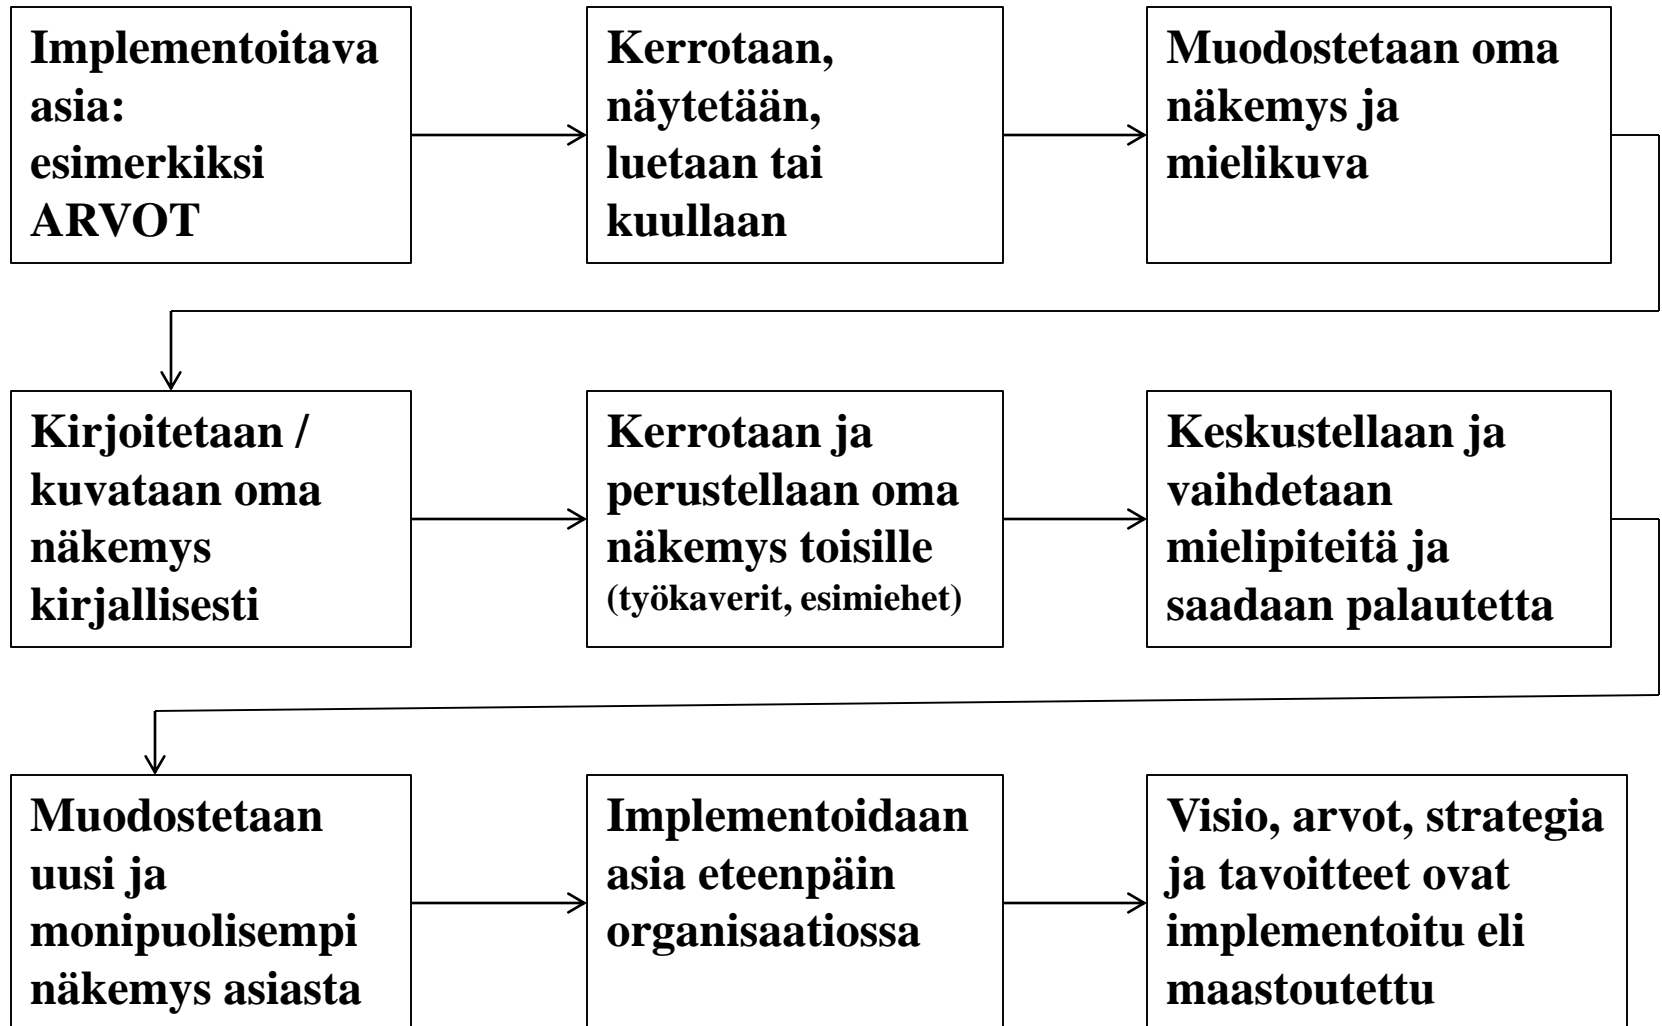 Implementoitava
asia:
esimerkiksi
ARVOT
Kerrotaan,
näytetään,
luetaan tai
kuullaan
Muodostetaan oma
näkemys ja
mielikuva
Kirjoitetaan /
kuvataan oma
näkemys
kirjallisesti
Kerrotaan ja
perustellaan oma
näkemys toisille
(työkaverit, esimiehet)
Keskustellaan ja
vaihdetaan
mielipiteitä ja
saadaan palautetta
Muodostetaan
uusi ja
monipuolisempi
näkemys asiasta
Implementoidaan
asia eteenpäin
organisaatiossa
Visio, arvot, strategia
ja tavoitteet ovat
implementoitu eli
maastoutettu